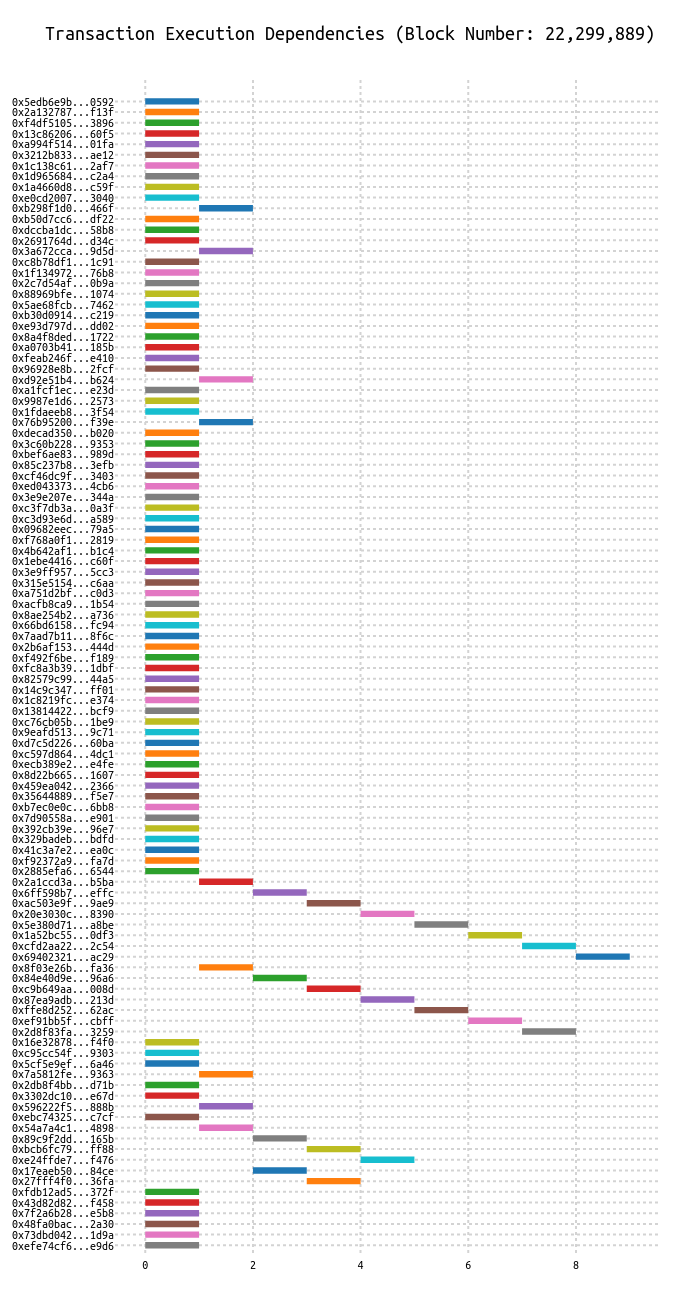 Transaction Execution Dependencies (Block Number: 22,299,889)
0x5edb6e9b...0592
0x2a132787...f13f
0xf4df5105...3896
0x13c86206...60f5
0xa994f514...01fa
0x3212b833...ae12
0x1c138c61...2af7
0x1d965684...c2a4
0x1a4660d8...c59f
0xe0cd2007...3040
0xb298f1d0...466f
0xb50d7cc6...df22
0xdccba1dc...58b8
0x2691764d...d34c
0x3a672cca...9d5d
0xc8b78df1...1c91
0x1f134972...76b8
0x2c7d54af...0b9a
0x88969bfe...1074
0x5ae68fcb...7462
0xb30d0914...c219
0xe93d797d...dd02
0x8a4f8ded...1722
0xa0703b41...185b
0xfeab246f...e410
0x96928e8b...2fcf
0xd92e51b4...b624
0xa1fcf1ec...e23d
0x9987e1d6...2573
0x1fdaeeb8...3f54
0x76b95200...f39e
0xdecad350...b020
0x3c60b228...9353
0xbef6ae83...989d
0x85c237b8...3efb
0xcf46dc9f...3403
0xed043373...4cb6
0x3e9e207e...344a
0xc3f7db3a...0a3f
0xc3d93e6d...a589
0x09682eec...79a5
0xf768a0f1...2819
0x4b642af1...b1c4
0x1ebe4416...c60f
0x3e9ff957...5cc3
0x315e5154...c6aa
0xa751d2bf...c0d3
0xacfb8ca9...1b54
0x8ae254b2...a736
0x66bd6158...fc94
0x7aad7b11...8f6c
0x2b6af153...444d
0xf492f6be...f189
0xfc8a3b39...1dbf
0x82579c99...44a5
0x14c9c347...ff01
0x1c8219fc...e374
0x13814422...bcf9
0xc76cb05b...1be9
0x9eafd513...9c71
0xd7c5d226...60ba
0xc597d864...4dc1
0xecb389e2...e4fe
0x8d22b665...1607
0x459ea042...2366
0x35644889...f5e7
0xb7ec0e0c...6bb8
0x7d90558a...e901
0x392cb39e...96e7
0x329badeb...bdfd
0x41c3a7e2...ea0c
0xf92372a9...fa7d
0x2885efa6...6544
0x2a1ccd3a...b5ba
0x6ff598b7...effc
0xac503e9f...9ae9
0x20e3030c...8390
0x5e380d71...a8be
0x1a52bc55...0df3
0xcfd2aa22...2c54
0x69402321...ac29
0x8f03e26b...fa36
0x84e40d9e...96a6
0xc9b649aa...008d
0x87ea9adb...213d
0xffe8d252...62ac
0xef91bb5f...cbff
0x2d8f83fa...3259
0x16e32878...f4f0
0xc95cc54f...9303
0x5cf5e9ef...6a46
0x7a5812fe...9363
0x2db8f4bb...d71b
0x3302dc10...e67d
0x596222f5...888b
0xebc74325...c7cf
0x54a7a4c1...4898
0x89c9f2dd...165b
0xbcb6fc79...ff88
0xe24ffde7...f476
0x17eaeb50...84ce
0x27fff4f0...36fa
0xfdb12ad5...372f
0x43d82d82...f458
0x7f2a6b28...e5b8
0x48fa0bac...2a30
0x73dbd042...1d9a
0xefe74cf6...e9d6
0 2 4 6 8